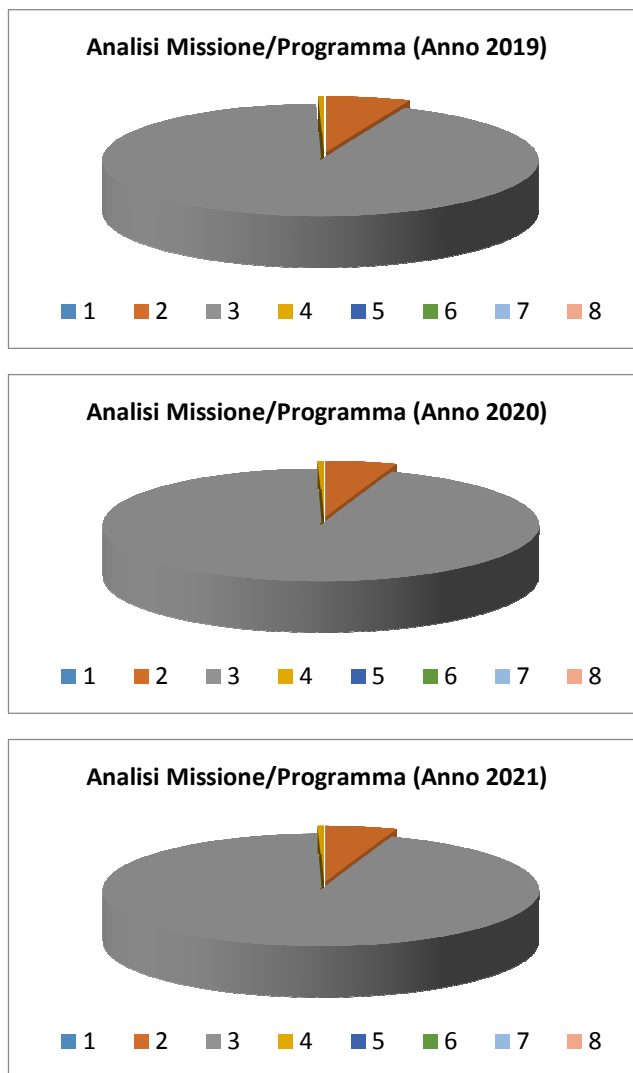 Analisi Missione/Programma (Anno 2019)
1 2 3 4 5 6 7 8
Analisi Missione/Programma (Anno 2020)
1 2 3 4 5 6 7 8
Analisi Missione/Programma (Anno 2021)
1 2 3 4 5 6 7 8